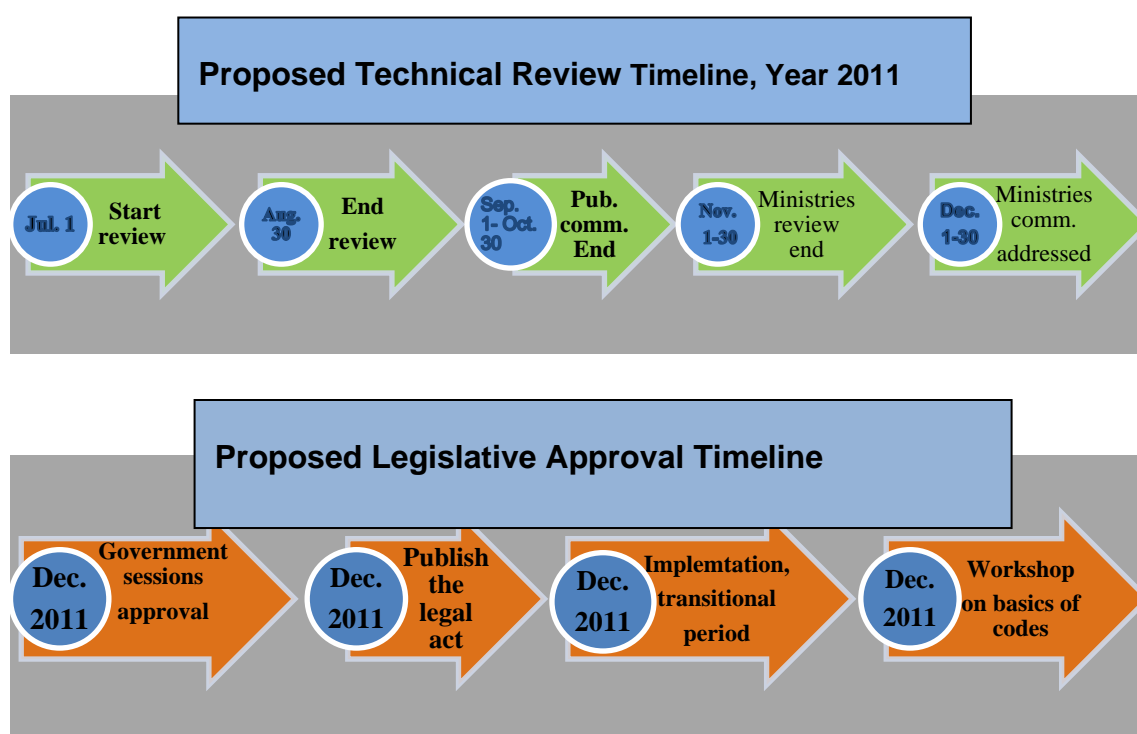 Proposed Technical Review Timeline, Year 2011
Jul. 1
Start
review
Aug.
30
End
review
Sep.
1- Oct.
30
Pub.
comm.
End
Nov.
1-30
Ministries
review
end
Dec.
1-30
Ministries
comm.
addressed
Proposed Legislative Approval Timeline
Dec.
2011
Government
sessions
approval
Dec.
2011
Publish
the
legal
act
Dec.
2011
Implemtation,
transitional
period
Dec.
2011
Workshop
on basics of
codes